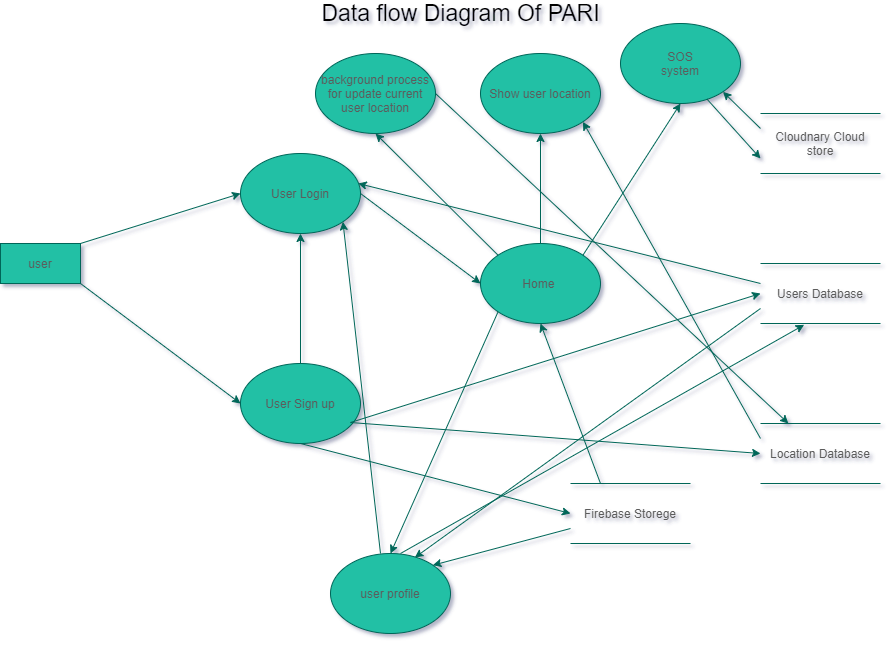 Data flow Diagram Of PARI
background process
for update current
user location
Show user location
SOS
system
Cloudnary Cloud
store
User Login
user
Home
Users Database
User Sign up
Location Database
Firebase Storege
user profile